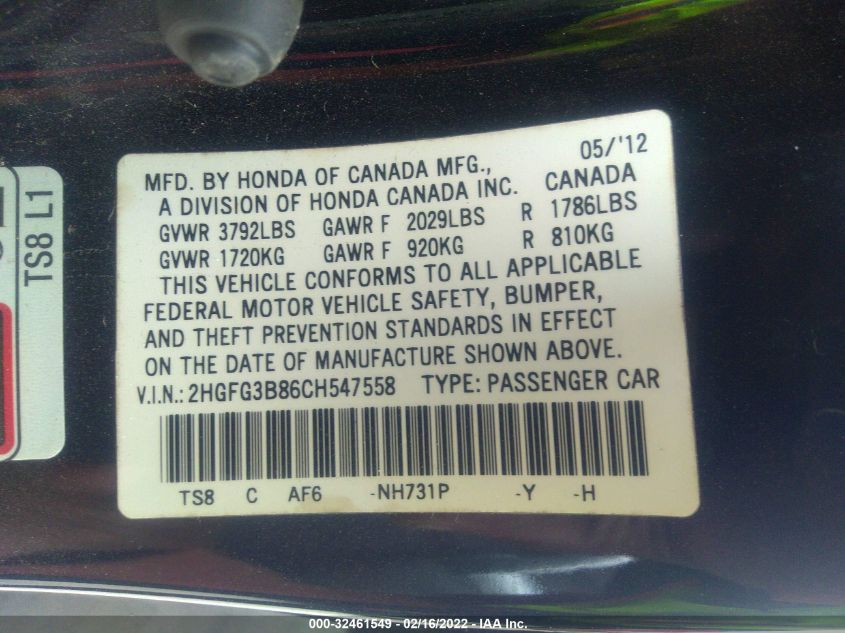 05/'12
MFD. BY HONDA OF CANADA MFG.,
A DIVISION OF HONDA CANADA INC. CANADA
GVWR 3792LBS GAWR F 2029LBS R 1786LBS
GVWR 1720KG GAWR F 920KG R 810KG
THIS VEHICLE CONFORMS TO ALL APPLICABLE
FEDERAL MOTOR VEHICLE SAFETY, BUMPER,
AND THEFT PREVENTION STANDARDS IN EFFECT
ON THE DATE OF MANUFACTURE SHOWN ABOVE.
V.I.N.: 2HGFG3B86CH547558 TYPE: PASSENGER CAR
TS8 C AF6 -NH731P -Y -H
TS8 L1
000-32461549 - 02/16/2022 - IAA Inc.